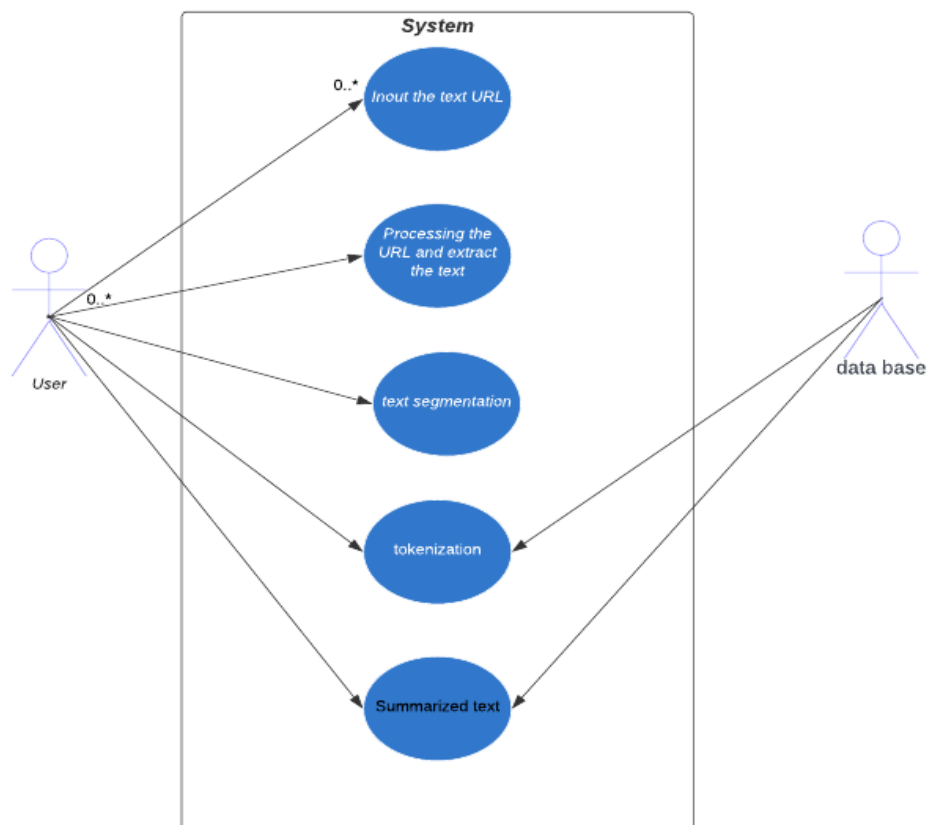 System
0..*
Inout the text URL
Processing the
URL and extract
the text
0..*
User
data base
text segmentation
tokenization
Summarized text